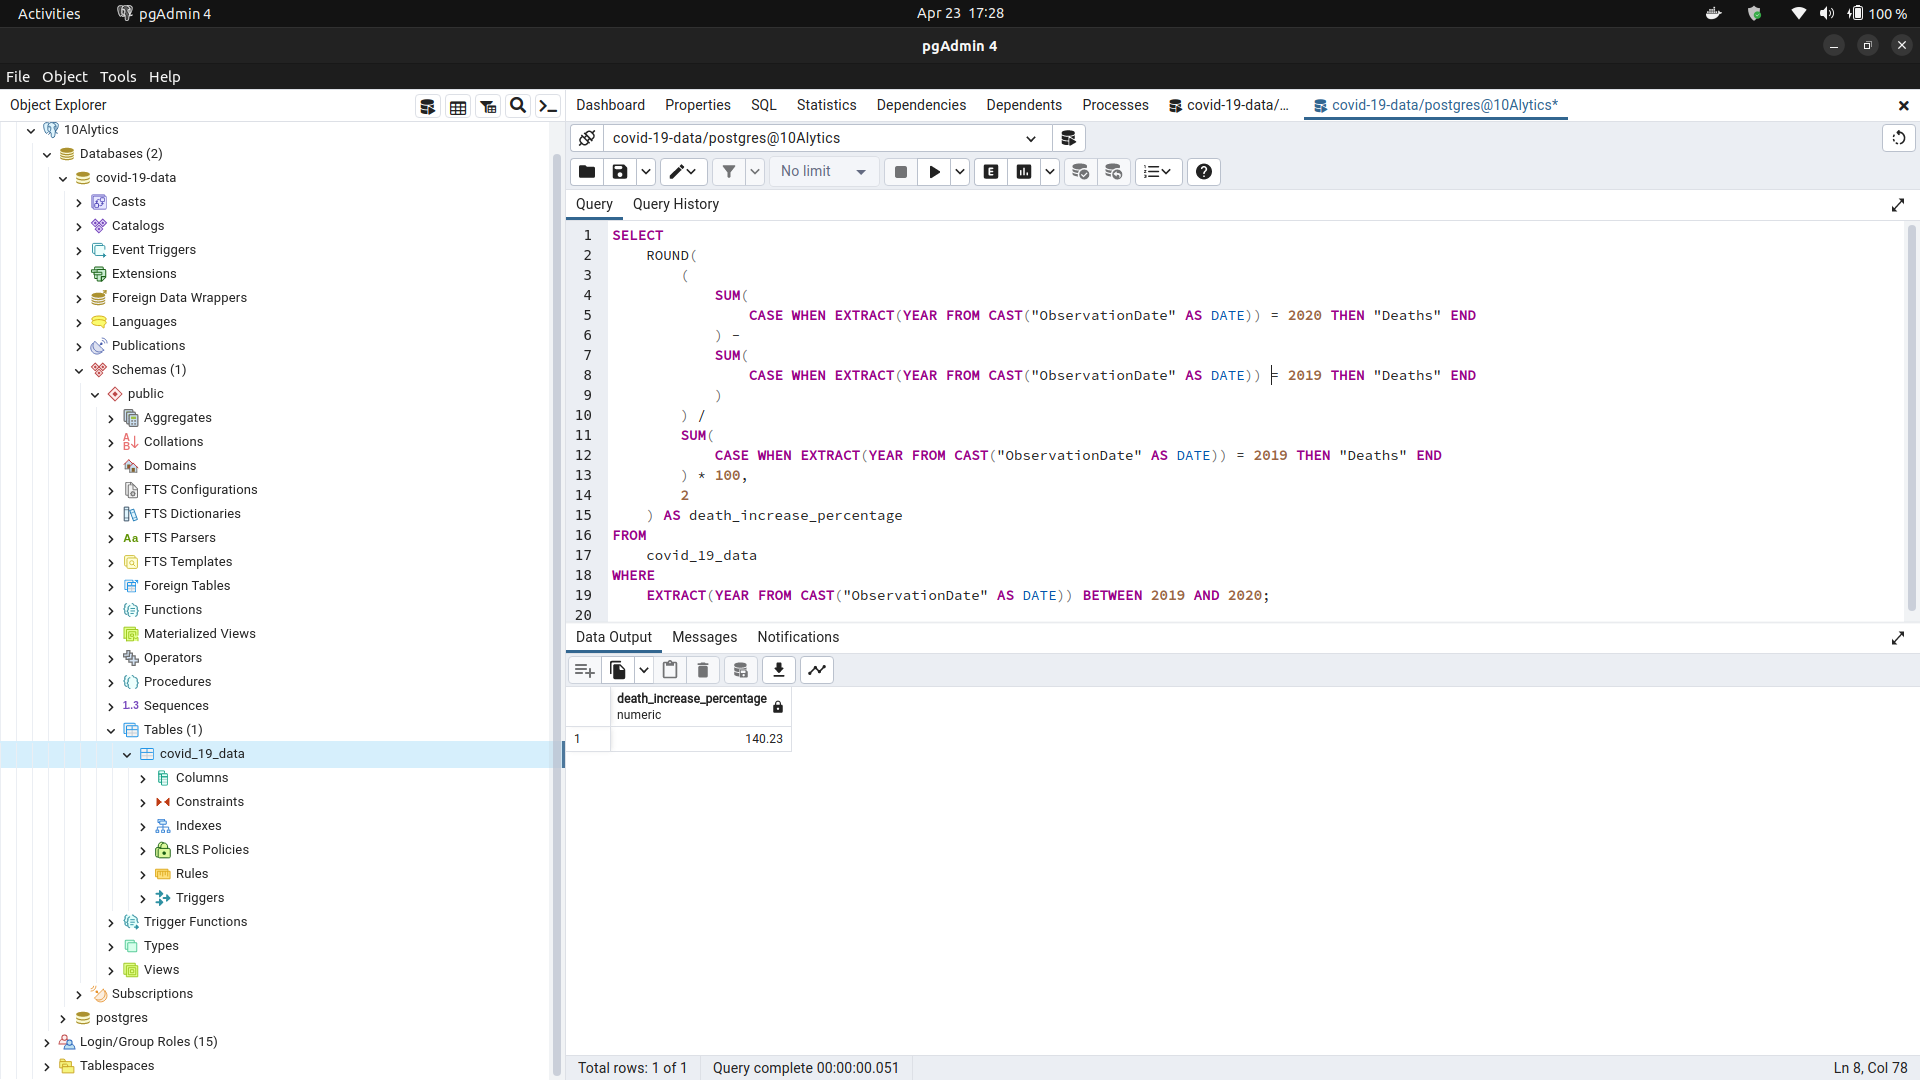 Activities
pgAdmin 4
Apr 23 17:28
100 %
pgAdmin 4
File Object Tools Help
Object Explorer
10Alytics
Databases (2)
covid-19-data
Casts
Catalogs
Event Triggers
Extensions
Foreign Data Wrappers
Languages
Publications
Schemas (1)
public
Aggregates
Collations
Domains
FTS Configurations
FTS Dictionaries
Aa FTS Parsers
FTS Templates
Foreign Tables
Functions
Materialized Views
Operators
Procedures
1..3 Sequences
Tables (1)
covid_19_data
Columns
Constraints
Indexes
RLS Policies
Rules
Triggers
Trigger Functions
Types
Views
Subscriptions
postgres
Login/Group Roles (15)
Tablespaces
Dashboard Properties SQL Statistics Dependencies Dependents Processes covid-19-data/... covid-19-data/postgres@10Alytics*
covid-19-data/postgres@10Alytics
No limit
E
Query Query History
1 SELECT
2 ROUND(
3 (
4 SUM(
5 CASE WHEN EXTRACT(YEAR FROM CAST("ObservationDate" AS DATE)) = 2020 THEN "Deaths" END
6 ) -
7 SUM(
8 CASE WHEN EXTRACT(YEAR FROM CAST("ObservationDate" AS DATE)) = 2019 THEN "Deaths" END
9 )
10 ) /
11 SUM(
12 CASE WHEN EXTRACT(YEAR FROM CAST("ObservationDate" AS DATE)) = 2019 THEN "Deaths" END
13 ) * 100,
14 2
15 ) AS death_increase_percentage
16 FROM
17 covid_19_data
18 WHERE
19 EXTRACT(YEAR FROM CAST("ObservationDate" AS DATE)) BETWEEN 2019 AND 2020;
20
Data Output Messages Notifications
death_increase_percentage
numeric
1 140.23
Total rows: 1 of 1 Query complete 00:00:00.051 Ln 8, Col 78